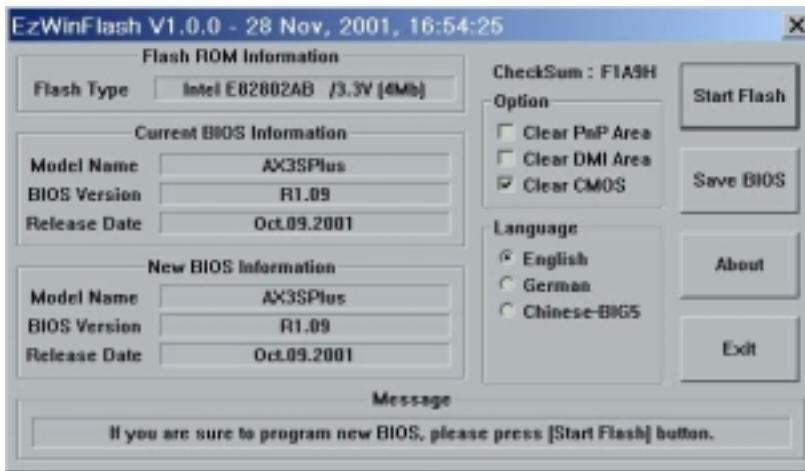 EzWinFlash V1.0.0 - 28 Nov, 2001, 16:54:25
Flash ROM Information
Flash Type Intel E82802AB /3.3V (4Mb)
Current BIOS Information
Model Name AX3SPlus
BIOS Version R1.09
Release Date Oct.09.2001
New BIOS Information
Model Name AX3SPlus
BIOS Version R1.09
Release Date Oct.09.2001
CheckSum : F1A9H
Option
Clear PnP Area
Clear DMI Area
Clear CMOS
Language
English
German
Chinese-BIG5
Start Flash
Save BIOS
About
Exit
Message
If you are sure to program new BIOS, please press [Start Flash] button.